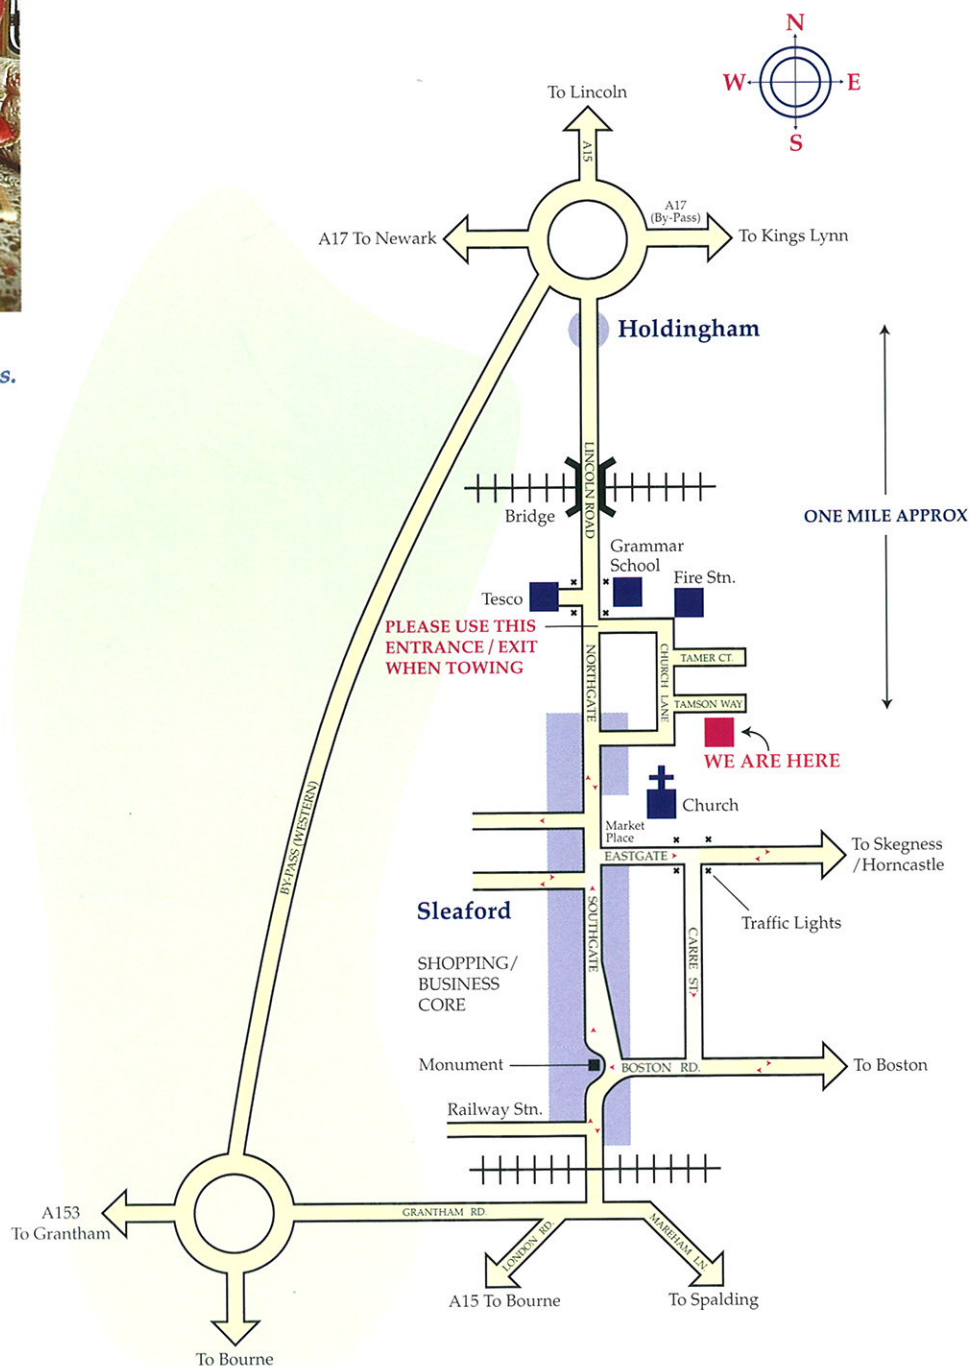 N
W E
S
To Lincoln
A15
A17
(By-Pass)
A17 To Newark
To Kings Lynn
Holdingham
s.
LINCOLN ROAD
Bridge
ONE MILE APPROX
Grammar
School
Fire Stn.
Tesco
PLEASE USE THIS
ENTRANCE / EXIT
WHEN TOWING
NORTHGATE
CHURCH LANE
TAMER CT.
TAMSON WAY
WE ARE HERE
Church
BY-PASS (WESTERN)
Market
Place
EASTGATE
To Skegness
/Horncastle
Sleaford
SOUTHGATE
Traffic Lights
CARRE ST.
SHOPPING/
BUSINESS
CORE
Monument
BOSTON RD.
To Boston
Railway Stn.
A153
To Grantham
GRANTHAM RD.
LONDON RD.
MAREHAM LN.
A15 To Bourne
To Spalding
To Bourne